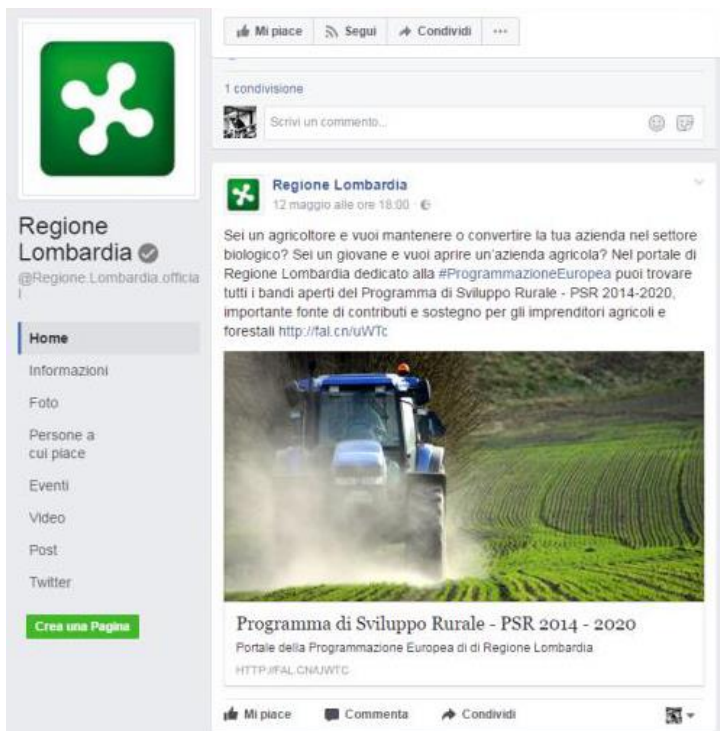 Mi piace Segui Condividi ...
1 condivisione
Scrivi un commento...
Regione
Lombardia
@Regione.Lombardia.officia
l
Home
Informazioni
Foto
Persone a
cui piace
Eventi
Video
Post
Twitter
Crea una Pagina
Regione Lombardia
12 maggio alle ore 18:00
Sei un agricoltore e vuoi mantenere o convertire la tua azienda nel settore
biologico? Sei un giovane e vuoi aprire un'azienda agricola? Nel portale di
Regione Lombardia dedicato alla #ProgrammazioneEuropea puoi trovare
tutti i bandi aperti del Programma di Sviluppo Rurale - PSR 2014-2020,
importante fonte di contributi e sostegno per gli imprenditori agricoli e
forestali http://fal.cn/uWTc
Programma di Sviluppo Rurale - PSR 2014 - 2020
Portale della Programmazione Europea di di Regione Lombardia
HTTP://FAL.CN/UWTC
Mi piace Commenta Condividi